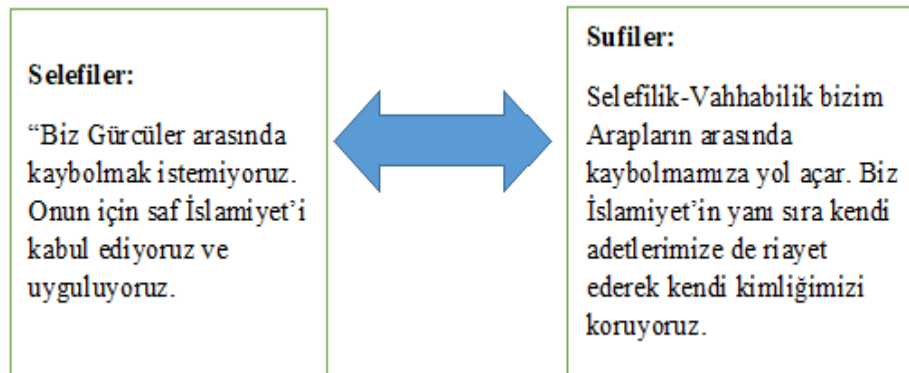 Selefiler:
“Biz Gürcüler arasında
kaybolmak istemiyoruz.
Onun için saf İslamiyet’i
kabul ediyoruz ve
uyguluyoruz.
Sufiler:
Selefilik-Vahhabilik bizim
Arapların arasında
kaybolmamıza yol açar. Biz
İslamiyet’in yanı sıra kendi
adetlerimize de riayet
ederek kendi kimliğimizi
koruyoruz.